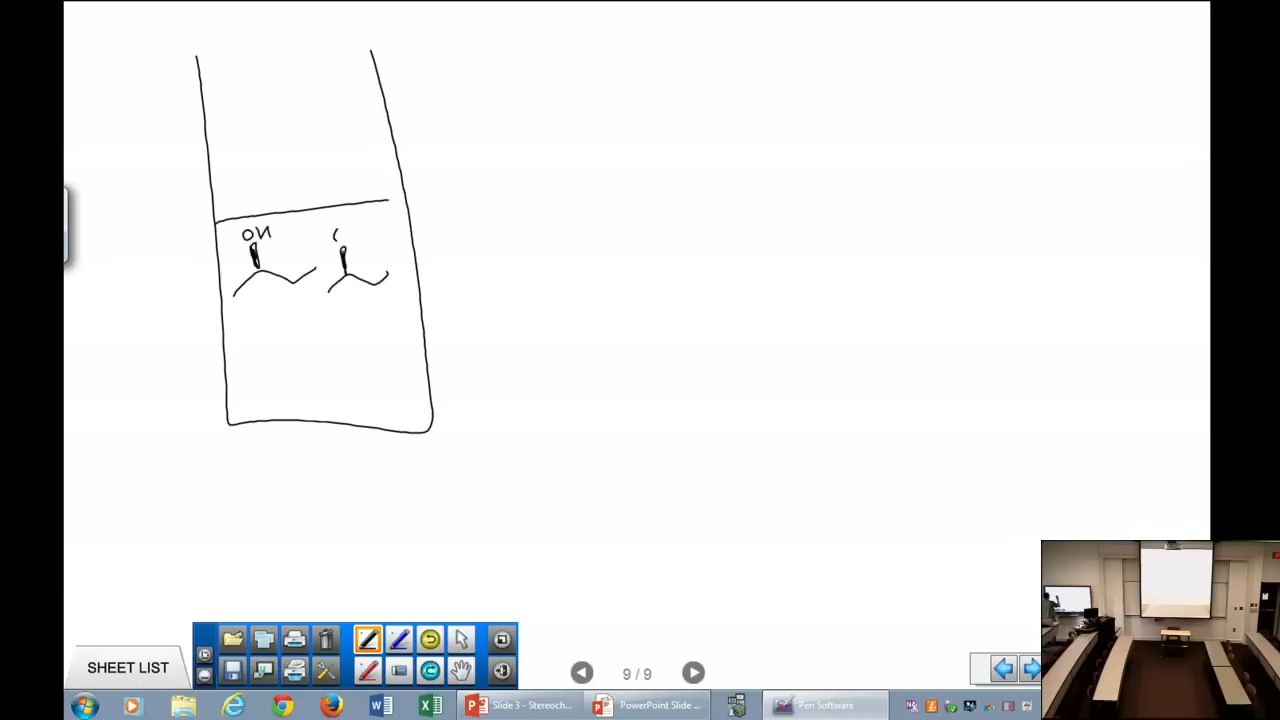 OH
SHEET LIST
9 / 9
Slide 3 - Stereoch...
PowerPoint Slide ...
Pen Software